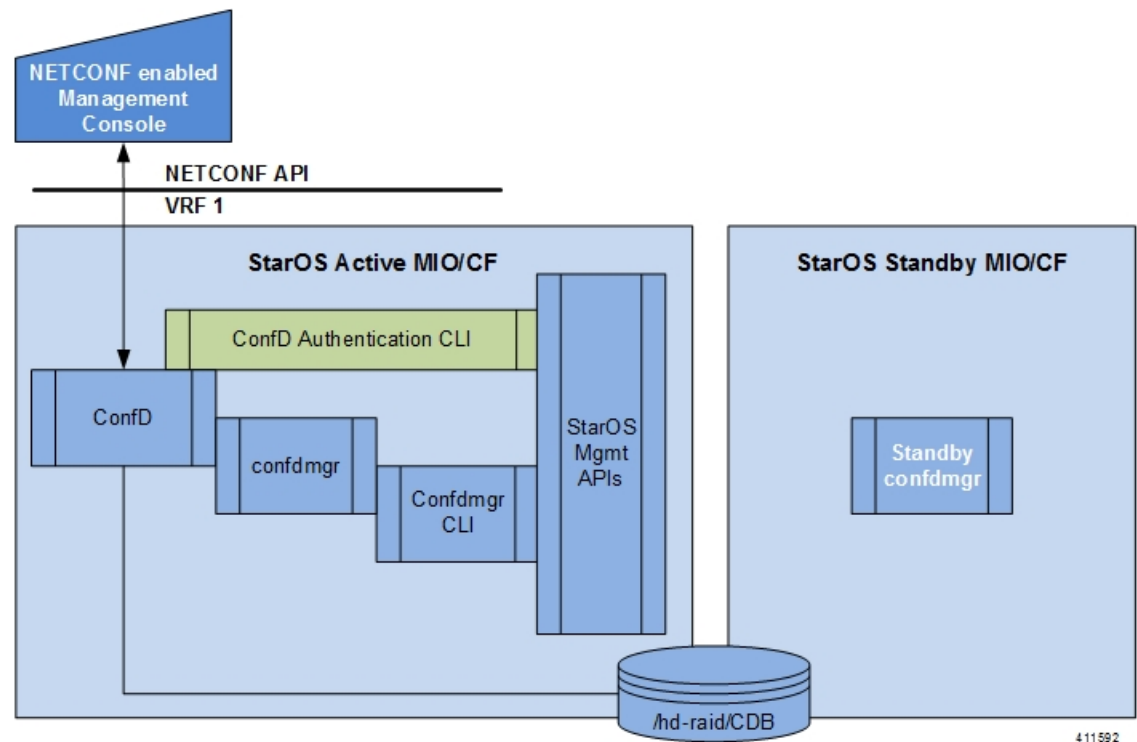 NETCONF enabled
Management
Console
NETCONF API
VRF 1
StarOS Active MIO/CF
StarOS Standby MIO/CF
ConfD Authentication CLI
ConfD
confdmgr
Confdmgr
CLI
StarOS
Mgmt
APIs
Standby
confdmgr
/hd-raid/CDB
411592